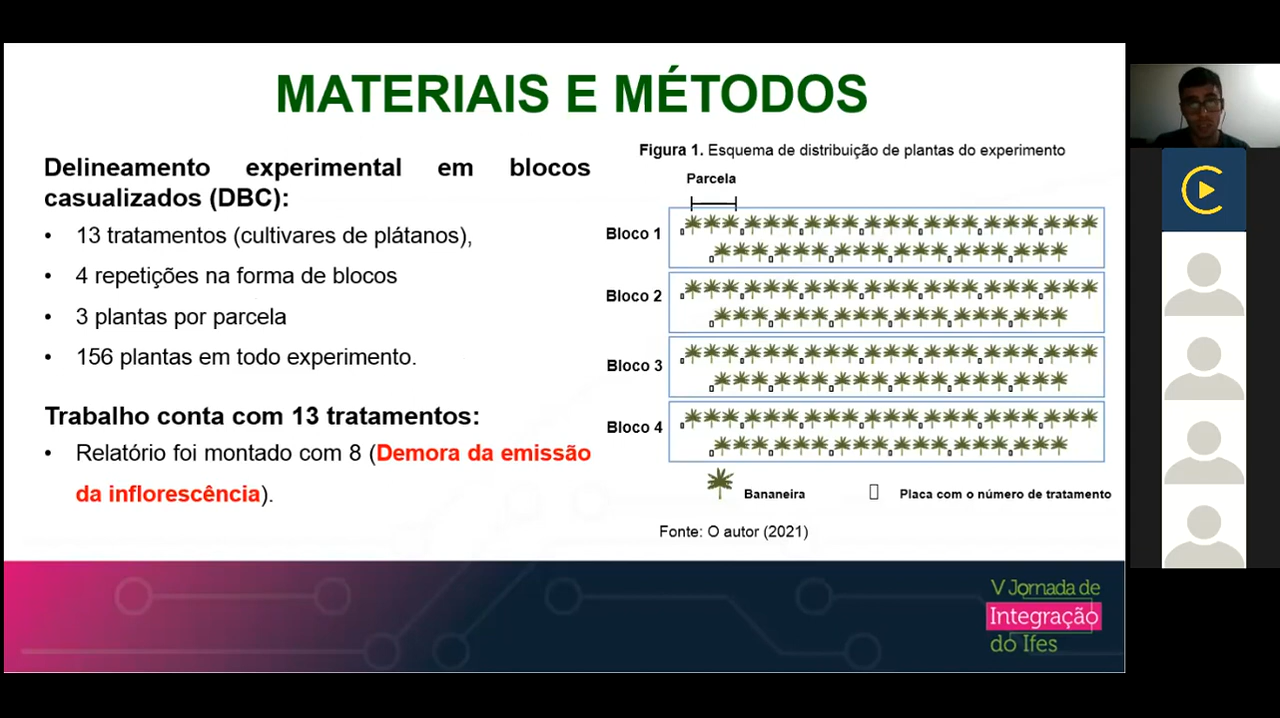 MATERIAIS E MÉTODOS
Delineamento experimental em blocos
casualizados (DBC):
• 13 tratamentos (cultivares de plátanos),
• 4 repetições na forma de blocos
• 3 plantas por parcela
• 156 plantas em todo experimento.
Trabalho conta com 13 tratamentos:
• Relatório foi montado com 8 (Demora da emissão
da inflorescência).
Figura 1. Esquema de distribuição de plantas do experimento
Parcela
Bloco 1
Bloco 2
Bloco 3
Bloco 4
Bananeira
Placa com o número de tratamento
Fonte: O autor (2021)
V Jornada de
Integração
do Ifes